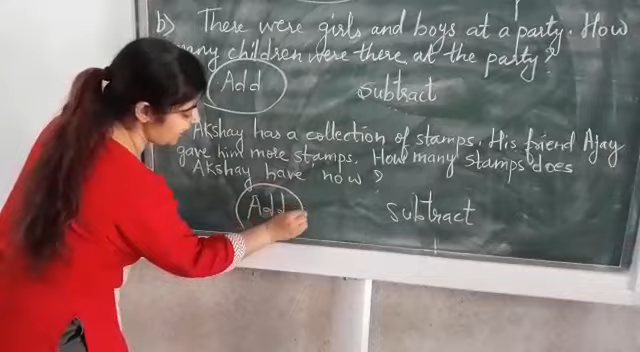 b) There were girls and boys at a party. How
many children were there at the party?
Add subtract
Akshay has a collection of stamps. His friend Ajay
gave him more stamps. How many stamps does
Akshay have now?
Add subtract